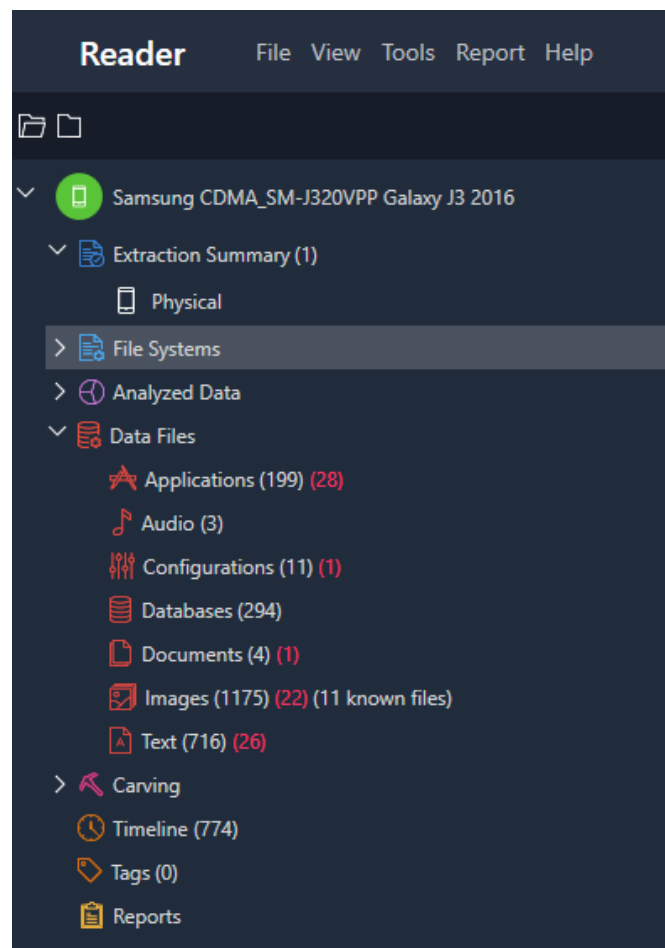 Reader File View Tools Report Help
Samsung CDMA_SM-J320VPP Galaxy J3 2016
Extraction Summary (1)
Physical
File Systems
Analyzed Data
Data Files
Applications (199) (28)
Audio (3)
Configurations (11) (1)
Databases (294)
Documents (4) (1)
Images (1175) (22) (11 known files)
Text (716) (26)
Carving
Timeline (774)
Tags (0)
Reports